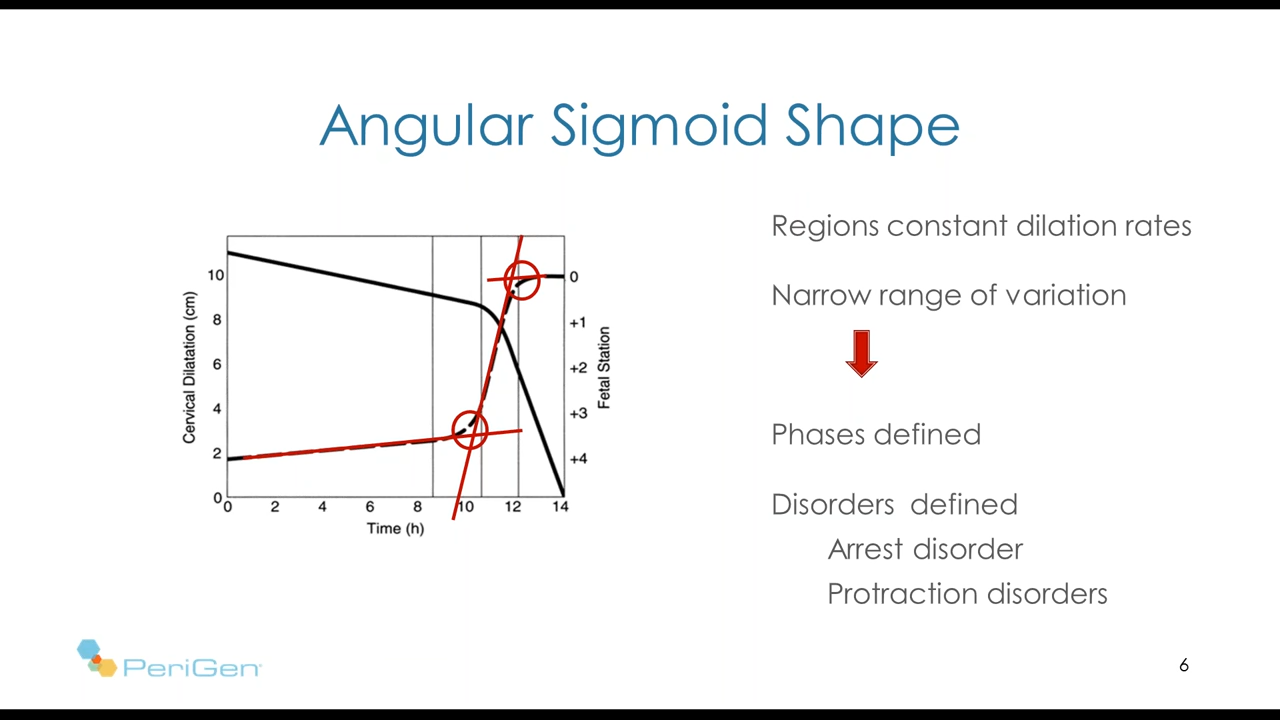 Angular Sigmoid Shape
Regions constant dilation rates
Narrow range of variation
Phases defined
Disorders defined
Arrest disorder
Protraction disorders
Cervical Dilatation (cm)
10
8
6
4
2
0
0
+1
+2
+3
+4
Fetal Station
0 2 4 6 8 10 12 14
Time (h)
PeriGen
6